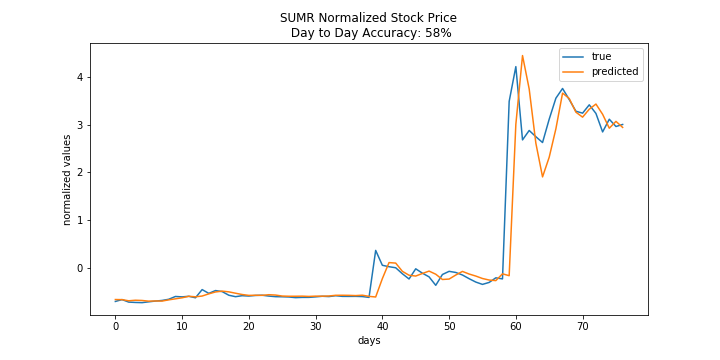 SUMR Normalized Stock Price
Day to Day Accuracy: 58%
true
predicted
4
3
2
1
0
normalized values
0
10
20
30
40
50
60
70
days